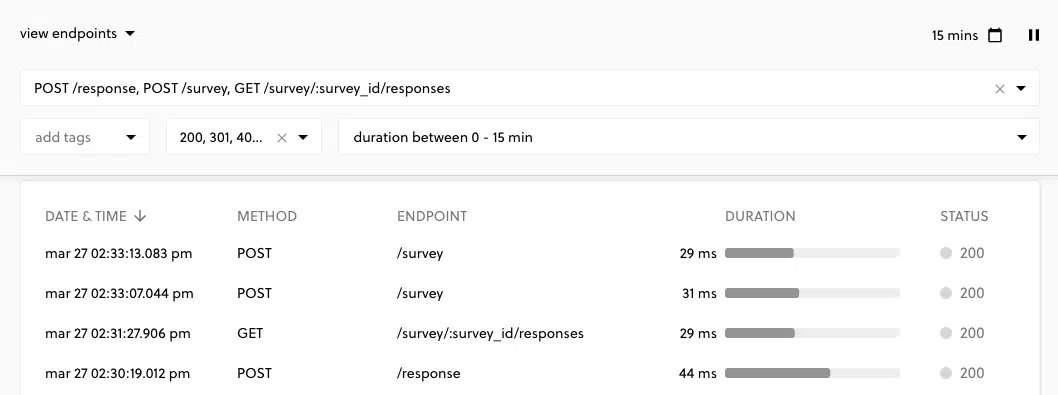 view endpoints
15 mins
POST /response, POST /survey, GET /survey/:survey_id/responses
add tags
200, 301, 40...
duration between 0 - 15 min
DATE & TIME METHOD ENDPOINT DURATION STATUS
mar 27 02:33:13.083 pm POST /survey 29 ms 200
mar 27 02:33:07.044 pm POST /survey 31 ms 200
mar 27 02:31:27.906 pm GET /survey/:survey_id/responses 29 ms 200
mar 27 02:30:19.012 pm POST /response 44 ms 200